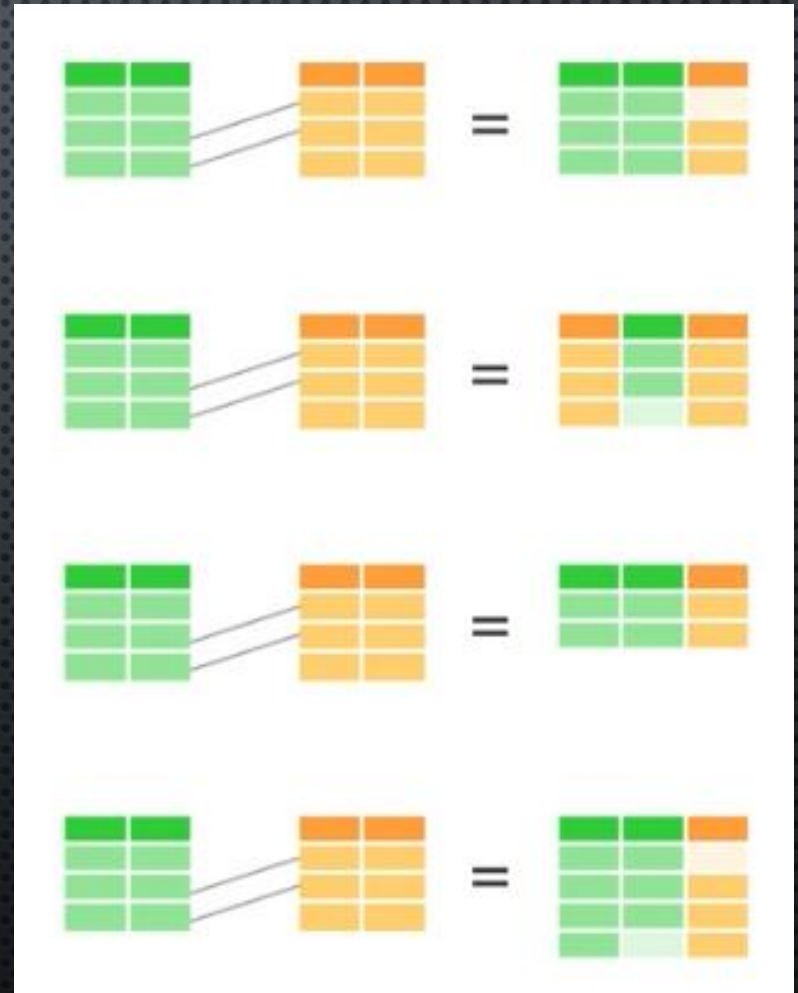 =
=
=
=